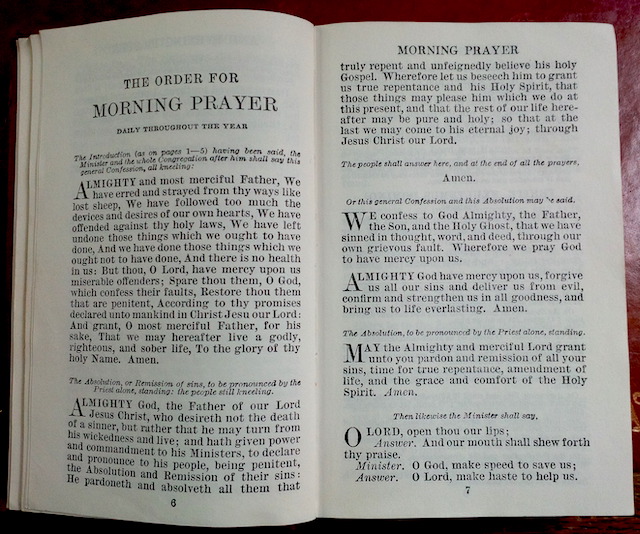 THE ORDER FOR
MORNING PRAYER
DAILY THROUGHOUT THE YEAR
The Introduction (as on pages 1—5) having been said, the
Minister and the whole Congregation after him shall say this
general Confession, all kneeling:
ALMIGHTY and most merciful Father, We
have erred and strayed from thy ways like
lost sheep, We have followed too much the
devices and desires of our own hearts, We have
offended against thy holy laws, We have left
undone those things which we ought to have
done, And we have done those things which we
ought not to have done, And there is no health
in us: But thou, O Lord, have mercy upon us
miserable offenders; Spare thou them, O God,
which confess their faults, Restore thou them
that are penitent, According to thy promises
declared unto mankind in Christ Jesu our Lord:
And grant, O most merciful Father, for his
sake, That we may hereafter live a godly,
righteous, and sober life, To the glory of thy
holy Name. Amen.
The Absolution, or Remission of sins, to be pronounced by the
Priest alone, standing: the people still kneeling.
ALMIGHTY God, the Father of our Lord
Jesus Christ, who desireth not the death
of a sinner, but rather that he may turn from
his wickedness and live; and hath given power
and commandment to his Ministers, to declare
and pronounce to his people, being penitent,
the Absolution and Remission of their sins:
He pardoneth and absolveth all them that
6
MORNING PRAYER
truly repent and unfeignedly believe his holy
Gospel. Wherefore let us beseech him to grant
us true repentance and his Holy Spirit, that
those things may please him which we do at
this present, and that the rest of our life here-
after may be pure and holy; so that at the
last we may come to his eternal joy; through
Jesus Christ our Lord.
The people shall answer here, and at the end of all the prayers,
Amen.
Or this general Confession and this Absolution may be said.
WE confess to God Almighty, the Father,
the Son, and the Holy Ghost, that we have
sinned in thought, word, and deed, through our
own grievous fault. Wherefore we pray God
to have mercy upon us.
ALMIGHTY God have mercy upon us, forgive
us all our sins and deliver us from evil,
confirm and strengthen us in all goodness, and
bring us to life everlasting. Amen.
The Absolution, to be pronounced by the Priest alone, standing.
MAY the Almighty and merciful Lord grant
unto you pardon and remission of all your
sins, time for true repentance, amendment of
life, and the grace and comfort of the Holy
Spirit. Amen.
Then likewise the Minister shall say,
O LORD, open thou our lips;
Answer. And our mouth shall shew forth
thy praise.
Minister. O God, make speed to save us;
Answer. O Lord, make haste to help us.
7